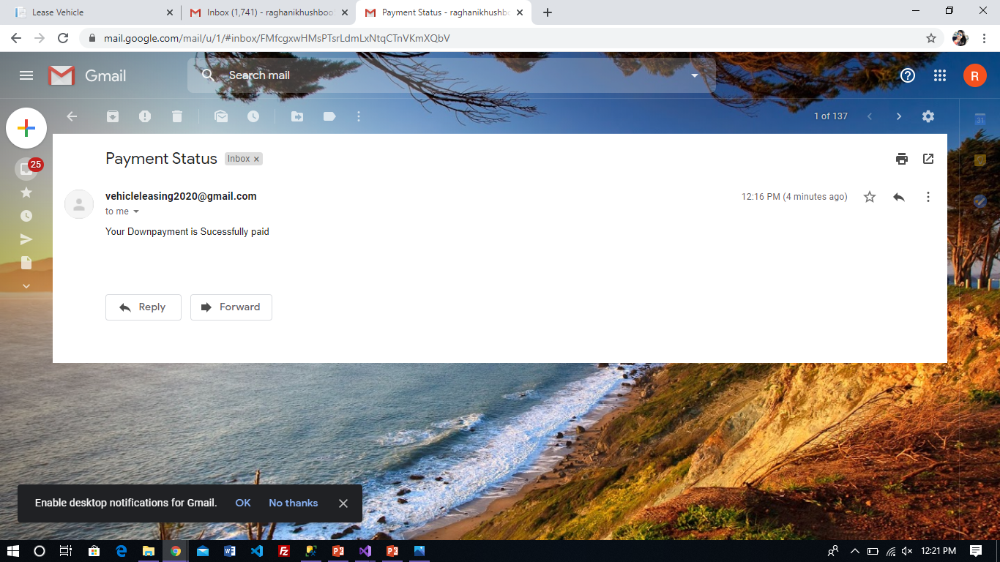 Lease Vehicle
Inbox (1,741) - raghanikhushboo
Payment Status - raghanikhushbo
mail.google.com/mail/u/1/#inbox/FMfcgxwHMsPTsrLdmLxNtqCTnVKmXQbV
Gmail
Search mail
R
1 of 137
31
25
Payment Status
Inbox x
vehicleleasing2020@gmail.com
12:16 PM (4 minutes ago)
to me
Your Downpayment is Sucessfully paid
Reply
Forward
Enable desktop notifications for Gmail.
OK
No thanks
12:21 PM